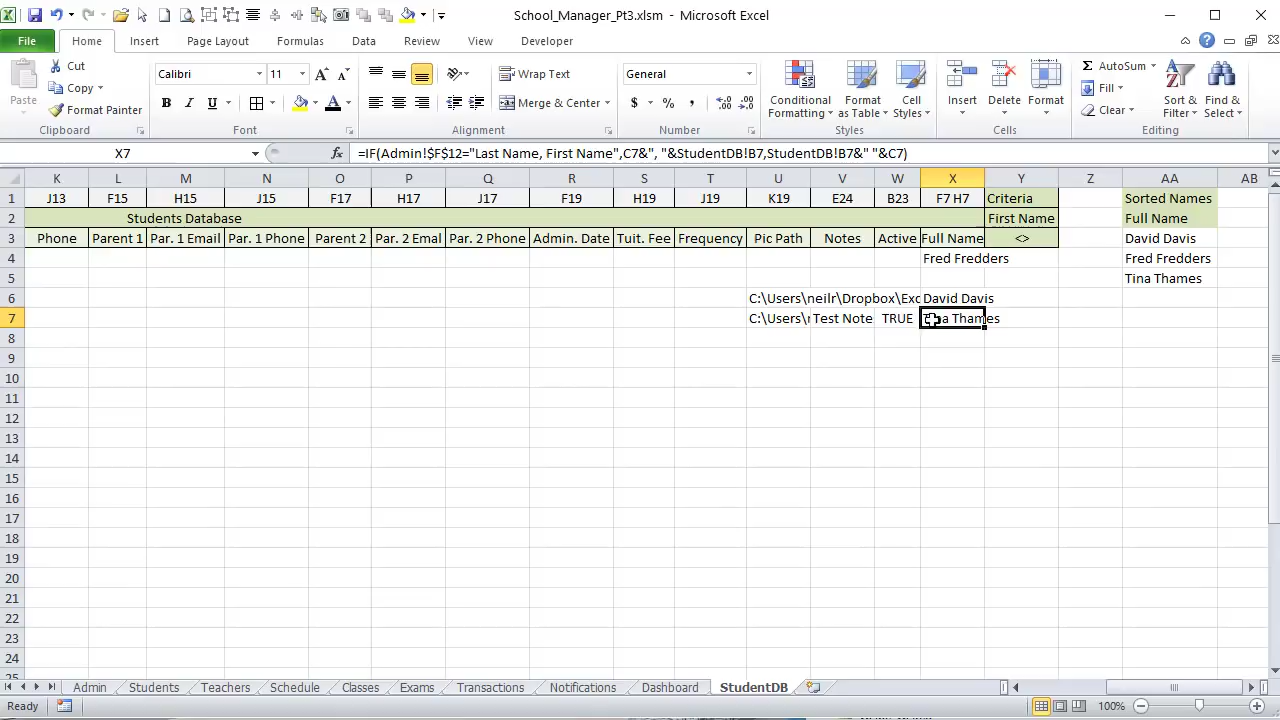 School_Manager_Pt3.xlsm - Microsoft Excel
File Home Insert Page Layout Formulas Data Review View Developer
Paste Cut Copy Format Painter Clipboard
Calibri 11 B I U Font
Wrap Text Merge & Center Alignment
General $ % , Number
Conditional Formatting Format as Table Cell Styles Styles
Insert Delete Format Cells
AutoSum Fill Clear Sort & Filter Find & Select Editing
X7 fx =IF(Admin!$F$12="Last Name, First Name",C7&", "&StudentDB!B7,StudentDB!B7&" "&C7)
K L M N O P Q R S T U V W X Y Z AA AB
1 J13 F15 H15 J15 F17 H17 J17 F19 H19 J19 K19 E24 B23 F7 H7 Criteria Sorted Names
2 Students Database First Name Full Name
3 Phone Parent 1 Par. 1 Email Par. 1 Phone Parent 2 Par. 2 Emal Par. 2 Phone Admin. Date Tuit. Fee Frequency Pic Path Notes Active Full Name <> David Davis
4 Fred Fredders Fred Fredders
5 Tina Thames
6 C:\Users\neilr\Dropbox\Exc David Davis
7 C:\Users\r Test Note TRUE Tina Thames
8
9
10
11
12
13
14
15
16
17
18
19
20
21
22
23
24
25
Admin Students Teachers Schedule Classes Exams Transactions Notifications Dashboard StudentDB
Ready 100%